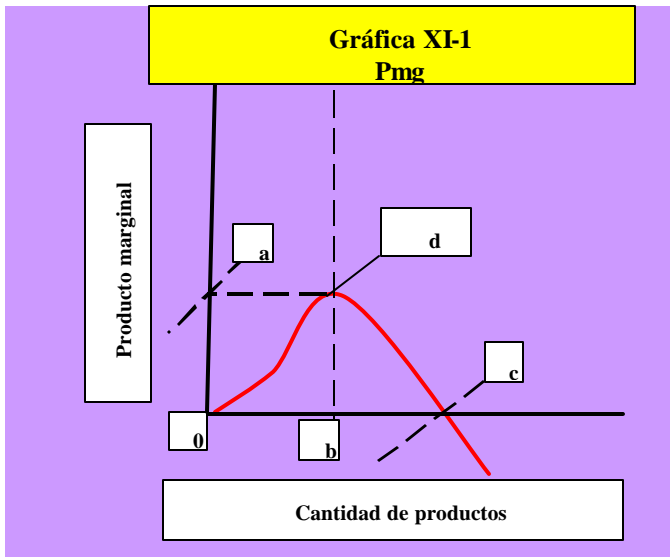 Gráfica XI-1
Pmg
Producto marginal
a
d
c
0
b
Cantidad de productos